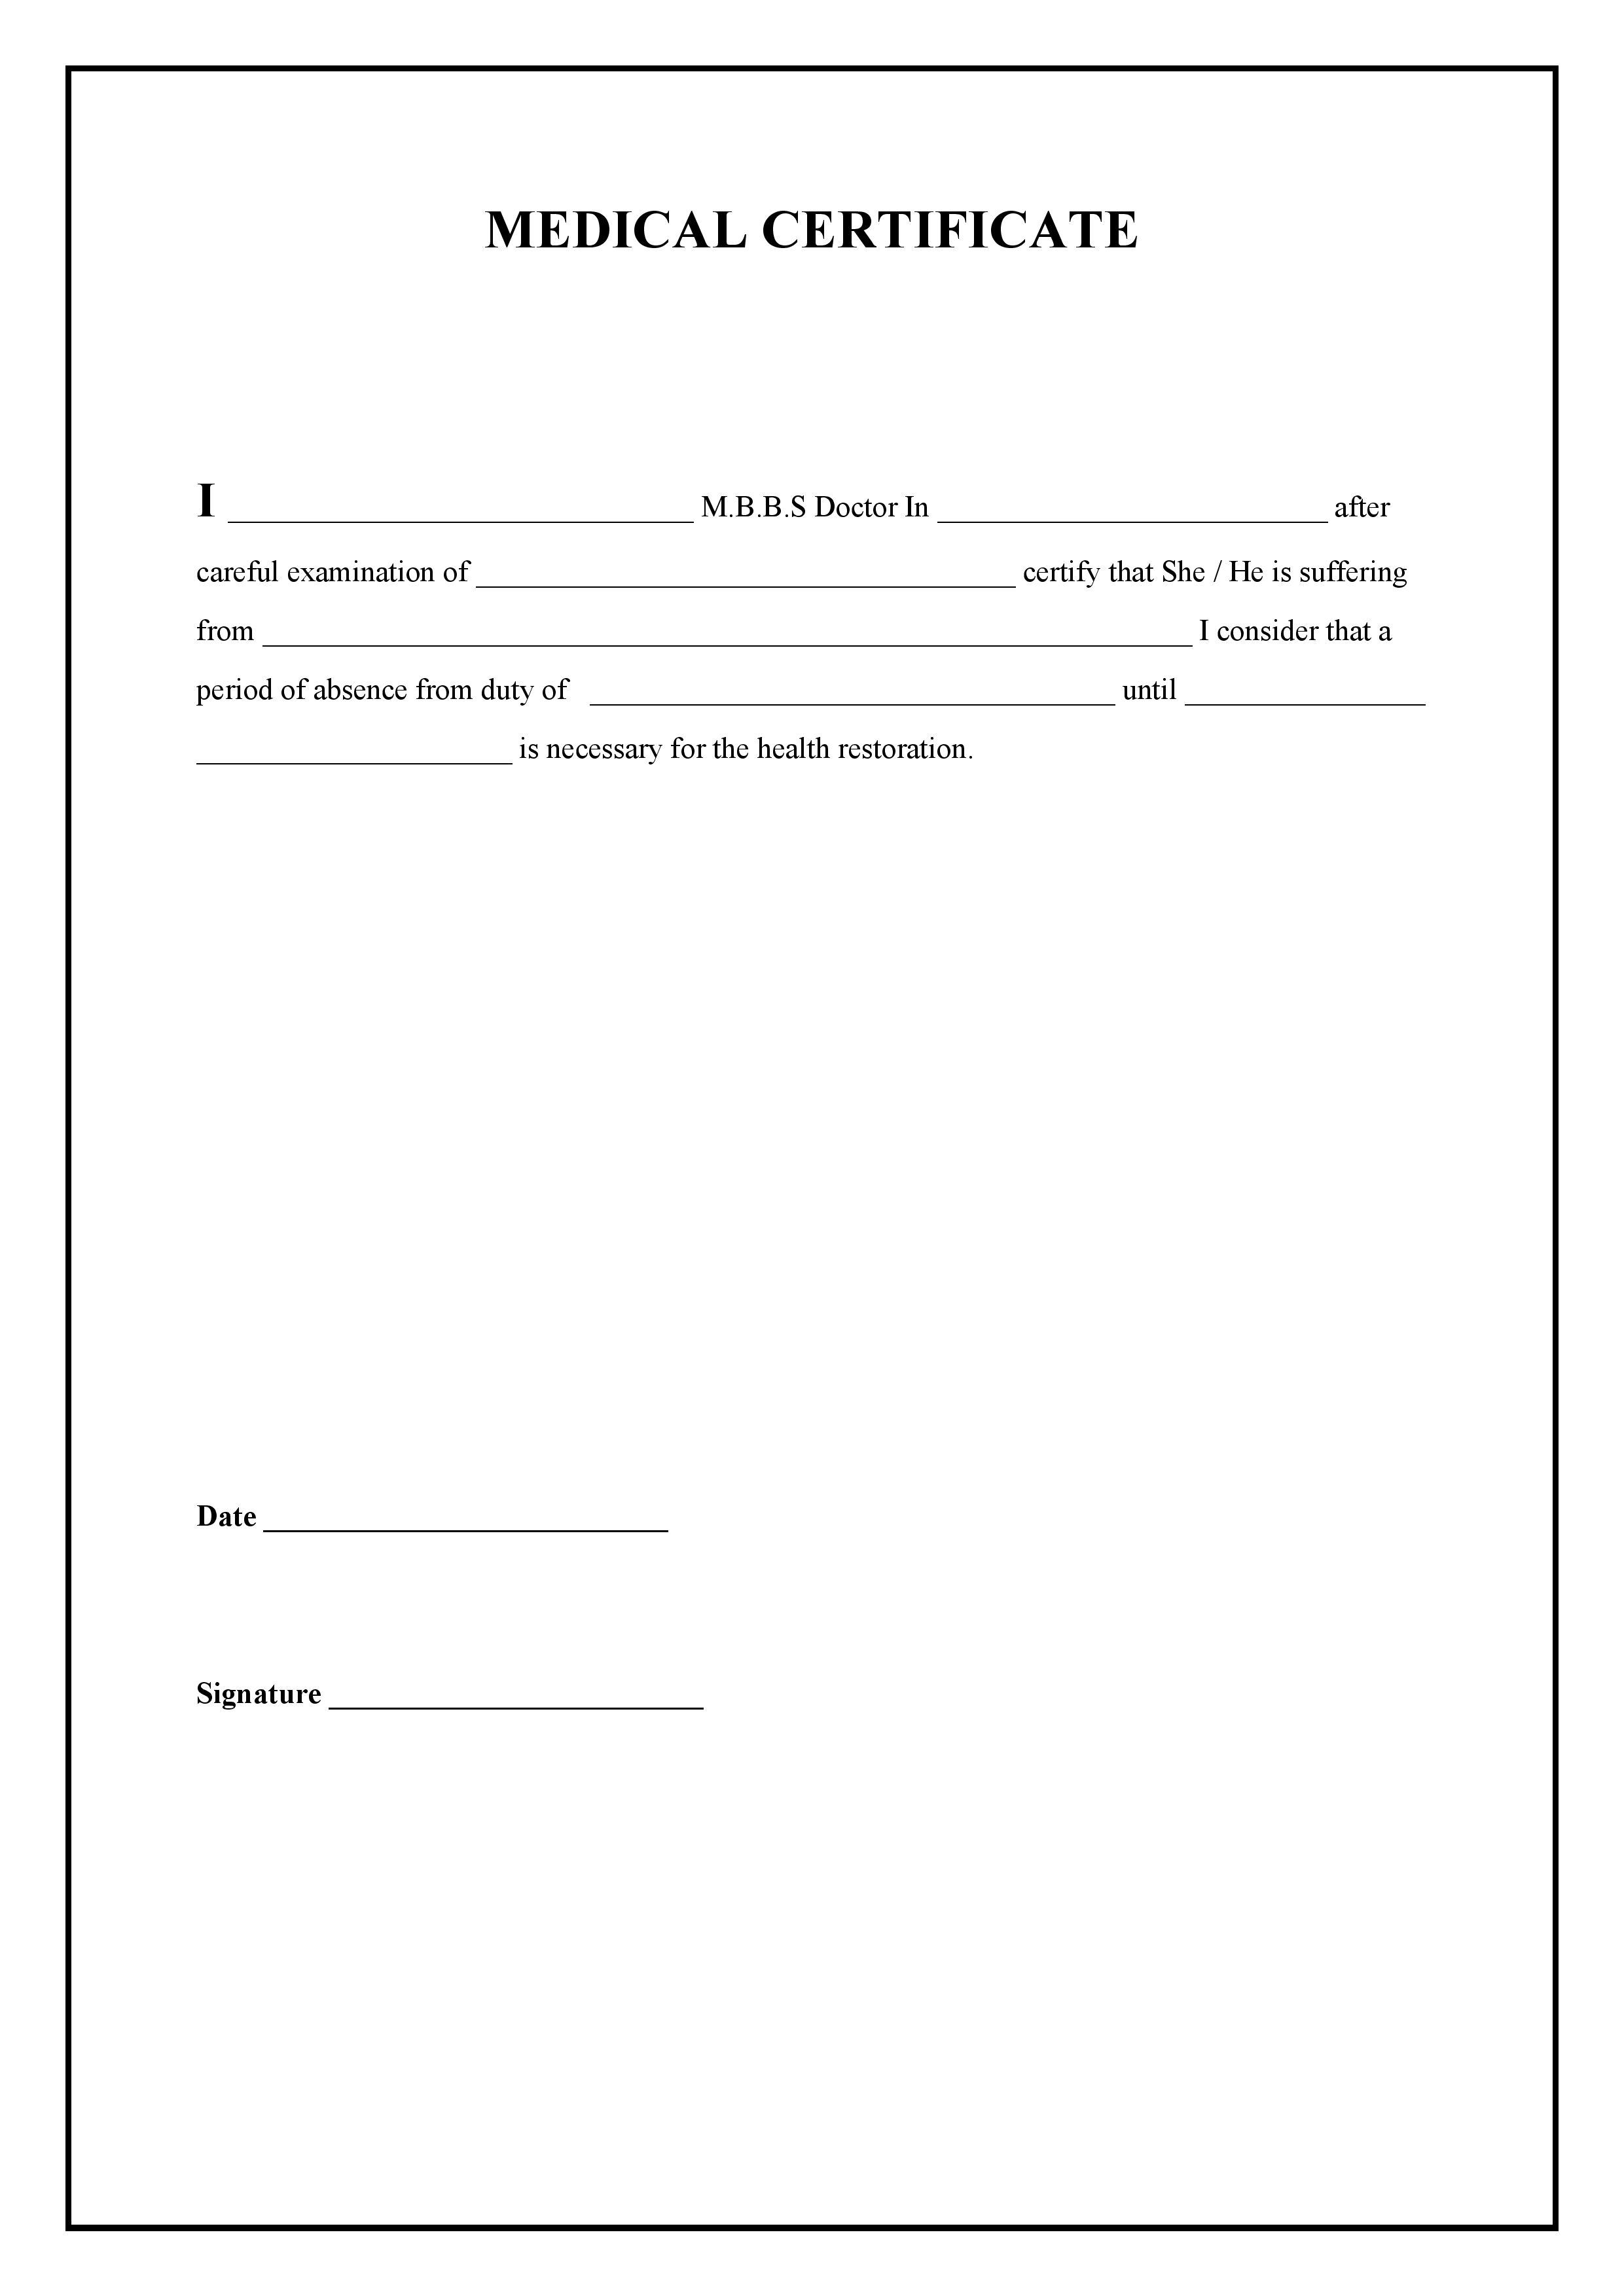 MEDICAL CERTIFICATE
I ______________________________ M.B.B.S Doctor In _________________________ after
careful examination of ___________________________________ certify that She / He is suffering
from ____________________________________________________________ I consider that a
period of absence from duty of __________________________________ until ________________
_____________________ is necessary for the health restoration.
Date __________________________
Signature ________________________